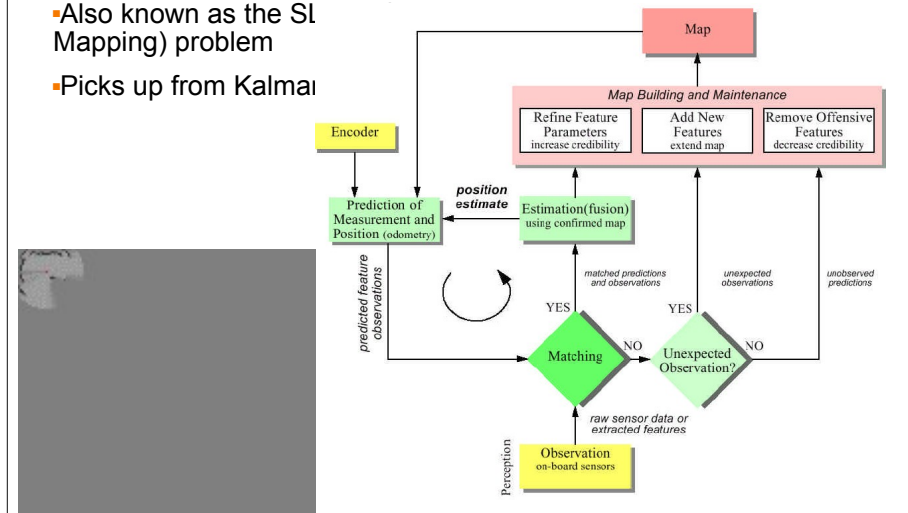 ▪Also known as the
Mapping) problem
▪Picks up from
Map
Map Building and Maintenance
Refine Feature
Parameters
increase credibility
Add New
Features
extend map
Remove Offensive
Features
decrease credibility
Encoder
position
estimate
Prediction of
Measurement and
Position (odometry)
Estimation(fusion)
using confirmed map
predicted feature
observations
matched predictions
and observations
unexpected
observations
unobserved
predictions
YES
YES
Matching
NO
Unexpected
Observation?
NO
raw sensor data or
extracted features
Perception
Observation
on-board sensors